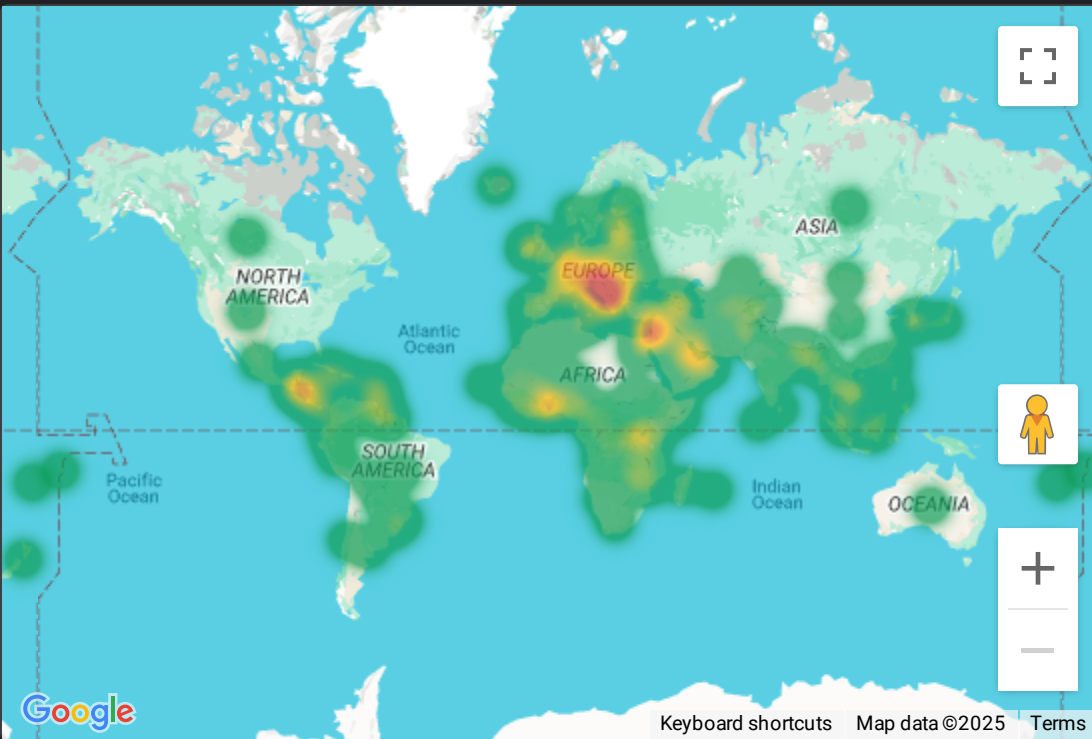 ASIA
NORTH
AMERICA
EUROPE
Atlantic
Ocean
AFRICA
SOUTH
AMERICA
Pacific
Ocean
Indian
Ocean
OCEANIA
Google
Keyboard shortcuts
Map data ©2025
Terms